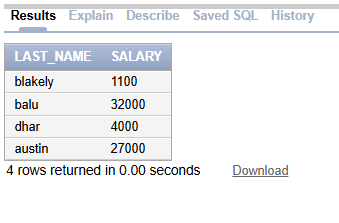 Results Explain Describe Saved SQL History
LAST_NAME SALARY
blakely 1100
balu 32000
dhar 4000
austin 27000
4 rows returned in 0.00 seconds Download